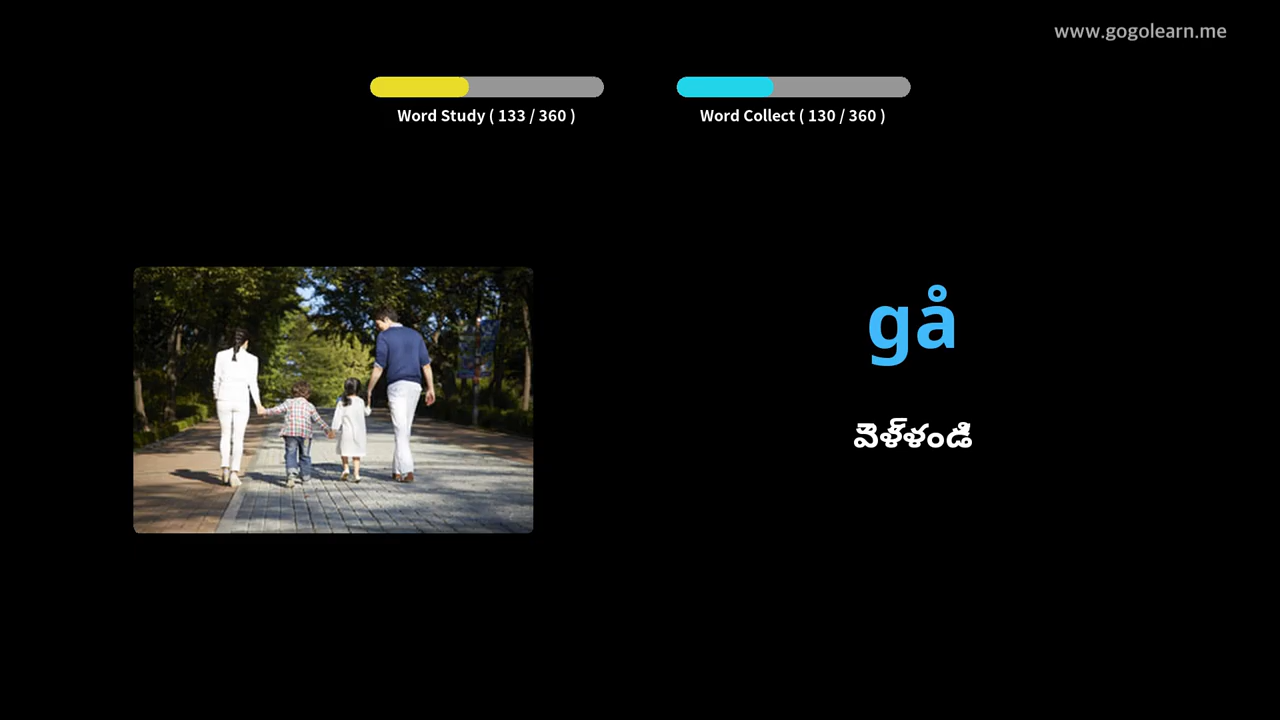 www.gogolearn.me
Word Study ( 133 / 360 )
Word Collect ( 130 / 360 )
gå
వెళ్ళండి